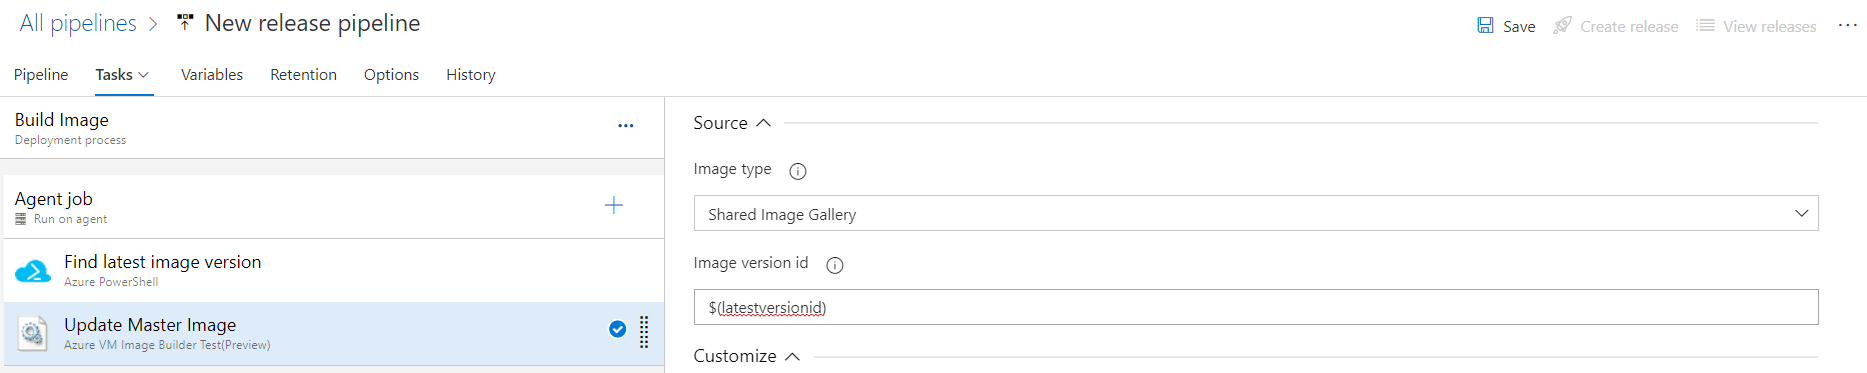 All pipelines > New release pipeline
Save Create release View releases ...
Pipeline Tasks Variables Retention Options History
Build Image
Deployment process
Agent job
Run on agent
Find latest image version
Azure PowerShell
Update Master Image
Azure VM Image Builder Test(Preview)
Source
Image type
Shared Image Gallery
Image version id
$(latestversionid)
Customize